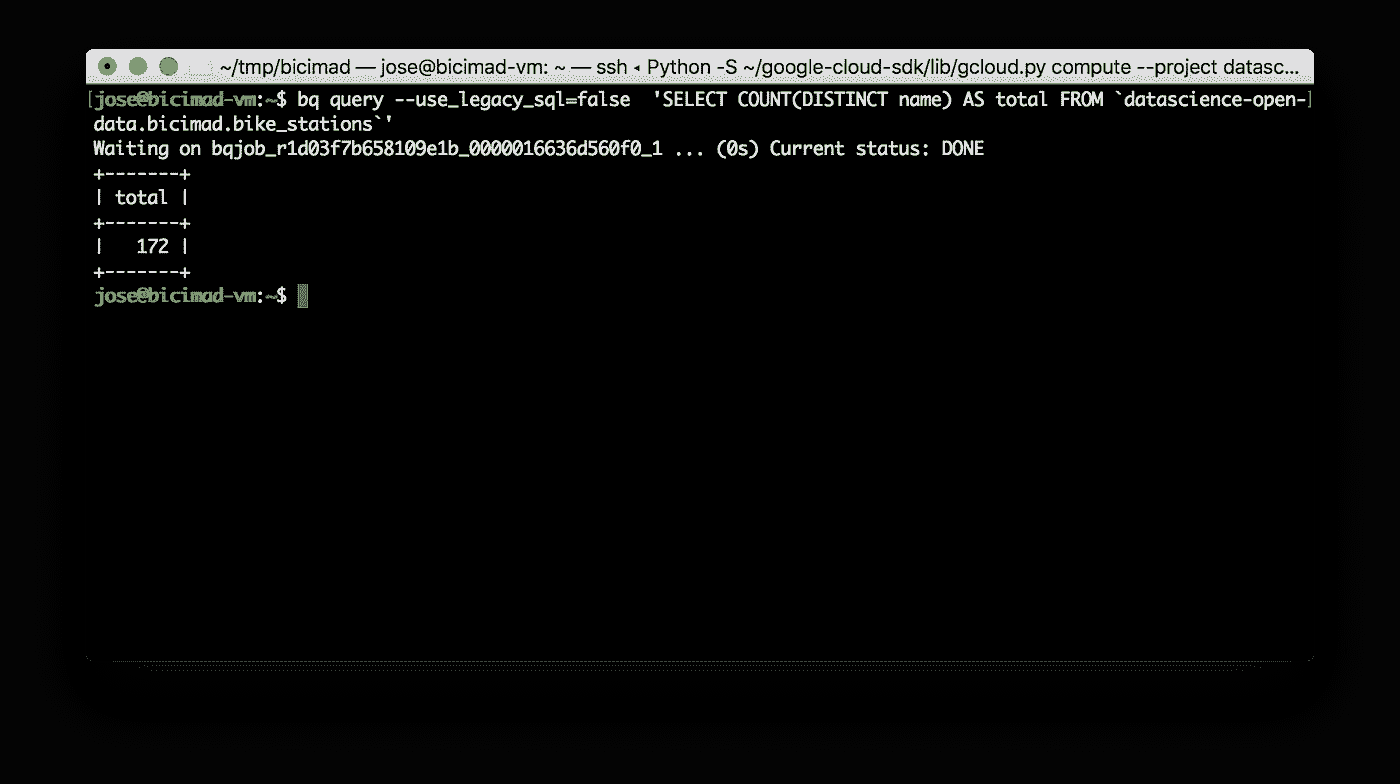 ~/tmp/bicimad — jose@bicimad-vm: ~ — ssh ◂ Python -S ~/google-cloud-sdk/lib/gcloud.py compute --project datasc...
[jose@bicimad-vm:~$ bq query --use_legacy_sql=false  'SELECT COUNT(DISTINCT name) AS total FROM `datascience-open-]
data.bicimad.bike_stations`'
Waiting on bqjob_r1d03f7b658109e1b_0000016636d560f0_1 ... (0s) Current status: DONE
+-------+
| total |
+-------+
|   172 |
+-------+
jose@bicimad-vm:~$